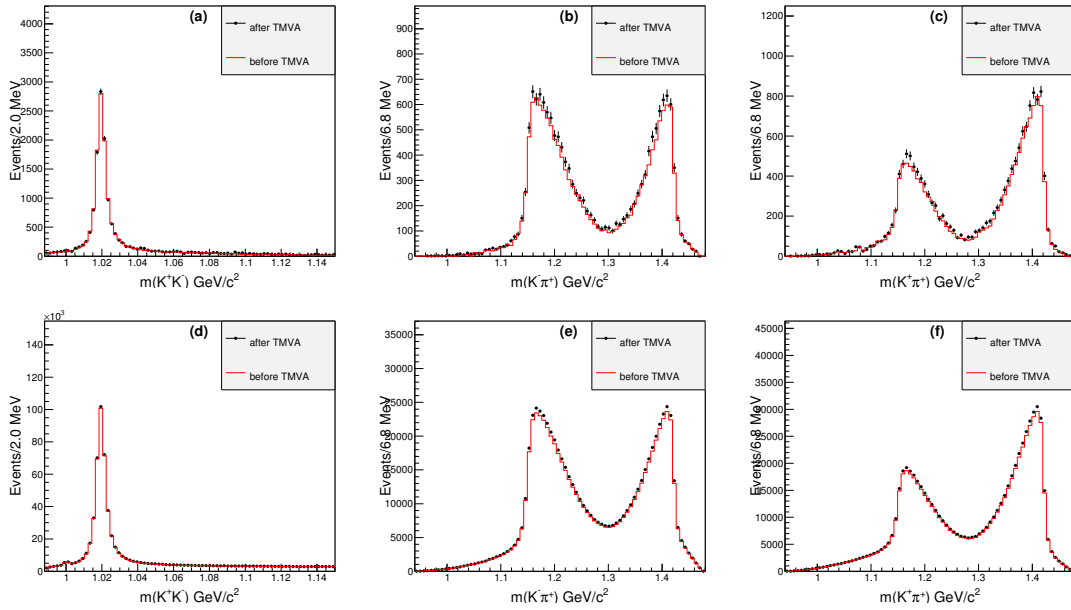 (a)
after TMVA
before TMVA
Events/2.0 MeV
4000
3500
3000
2500
2000
1500
1000
500
0
1 1.02 1.04 1.06 1.08 1.1 1.12 1.14
m(K⁺K⁻) GeV/c²
(b)
after TMVA
before TMVA
Events/6.8 MeV
900
800
700
600
500
400
300
200
100
0
1 1.1 1.2 1.3 1.4
m(K⁻π⁺) GeV/c²
(c)
after TMVA
before TMVA
Events/6.8 MeV
1200
1000
800
600
400
200
0
1 1.1 1.2 1.3 1.4
m(K⁺π⁺) GeV/c²
×10³
(d)
after TMVA
before TMVA
Events/2.0 MeV
140
120
100
80
60
40
20
0
1 1.02 1.04 1.06 1.08 1.1 1.12 1.14
m(K⁺K⁻) GeV/c²
(e)
after TMVA
before TMVA
Events/6.8 MeV
35000
30000
25000
20000
15000
10000
5000
0
1 1.1 1.2 1.3 1.4
m(K⁻π⁺) GeV/c²
(f)
after TMVA
before TMVA
Events/6.8 MeV
45000
40000
35000
30000
25000
20000
15000
10000
5000
0
1 1.1 1.2 1.3 1.4
m(K⁺π⁺) GeV/c²